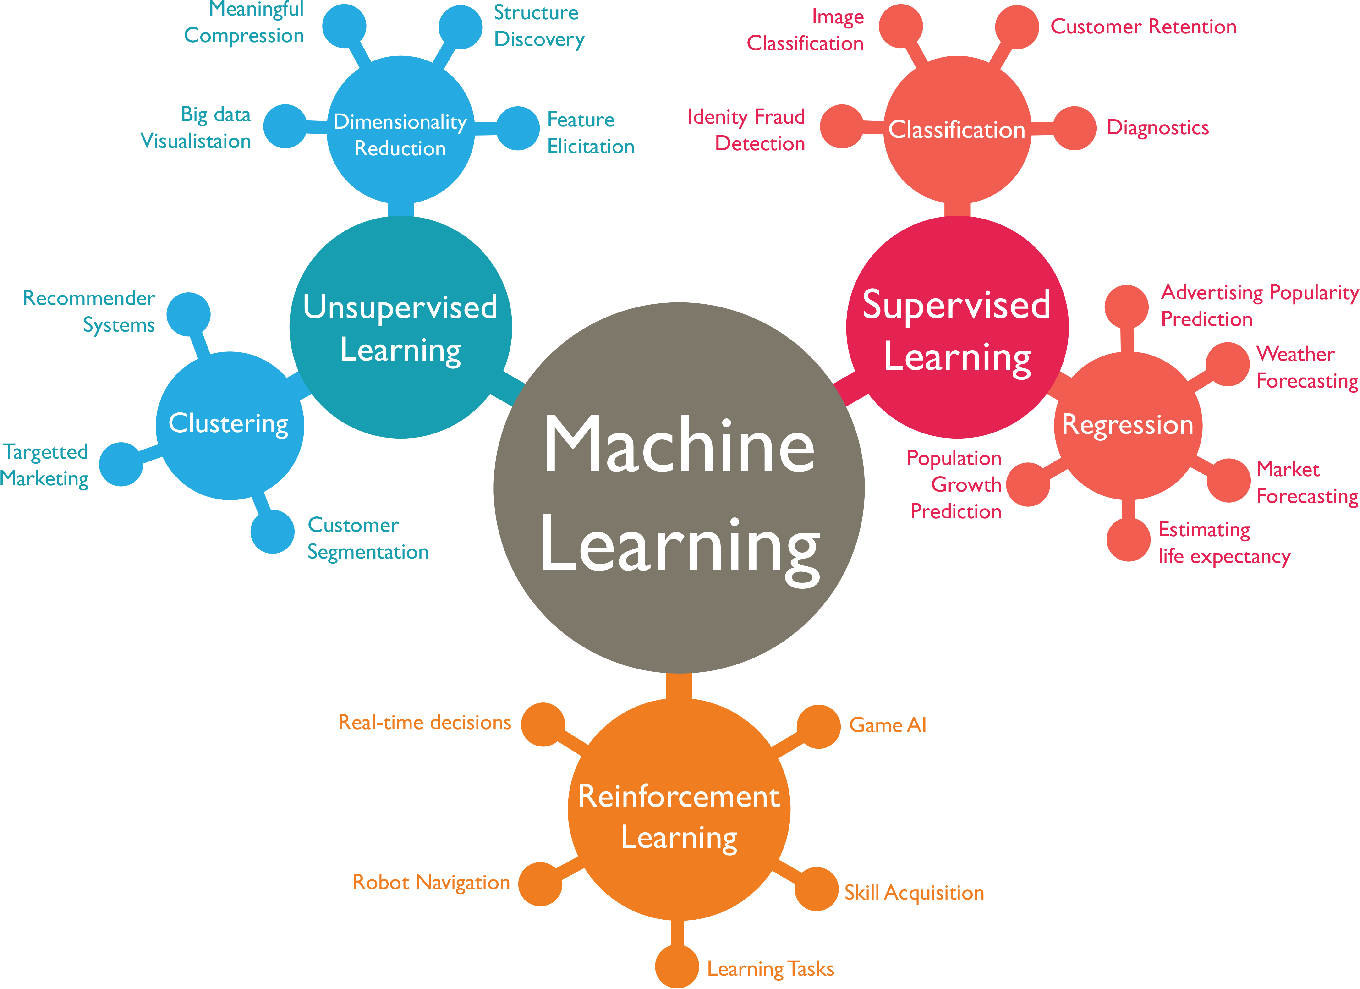 Meaningful
Compression
Structure
Discovery
Big data
Visualistaion
Dimensionality
Reduction
Feature
Elicitation
Image
Classification
Customer Retention
Idenity Fraud
Detection
Classification
Diagnostics
Unsupervised
Learning
Supervised
Learning
Recommender
Systems
Clustering
Targetted
Marketing
Customer
Segmentation
Machine
Learning
Advertising Popularity
Prediction
Weather
Forecasting
Regression
Population
Growth
Prediction
Market
Forecasting
Estimating
life expectancy
Real-time decisions
Game AI
Reinforcement
Learning
Robot Navigation
Skill Acquisition
Learning Tasks